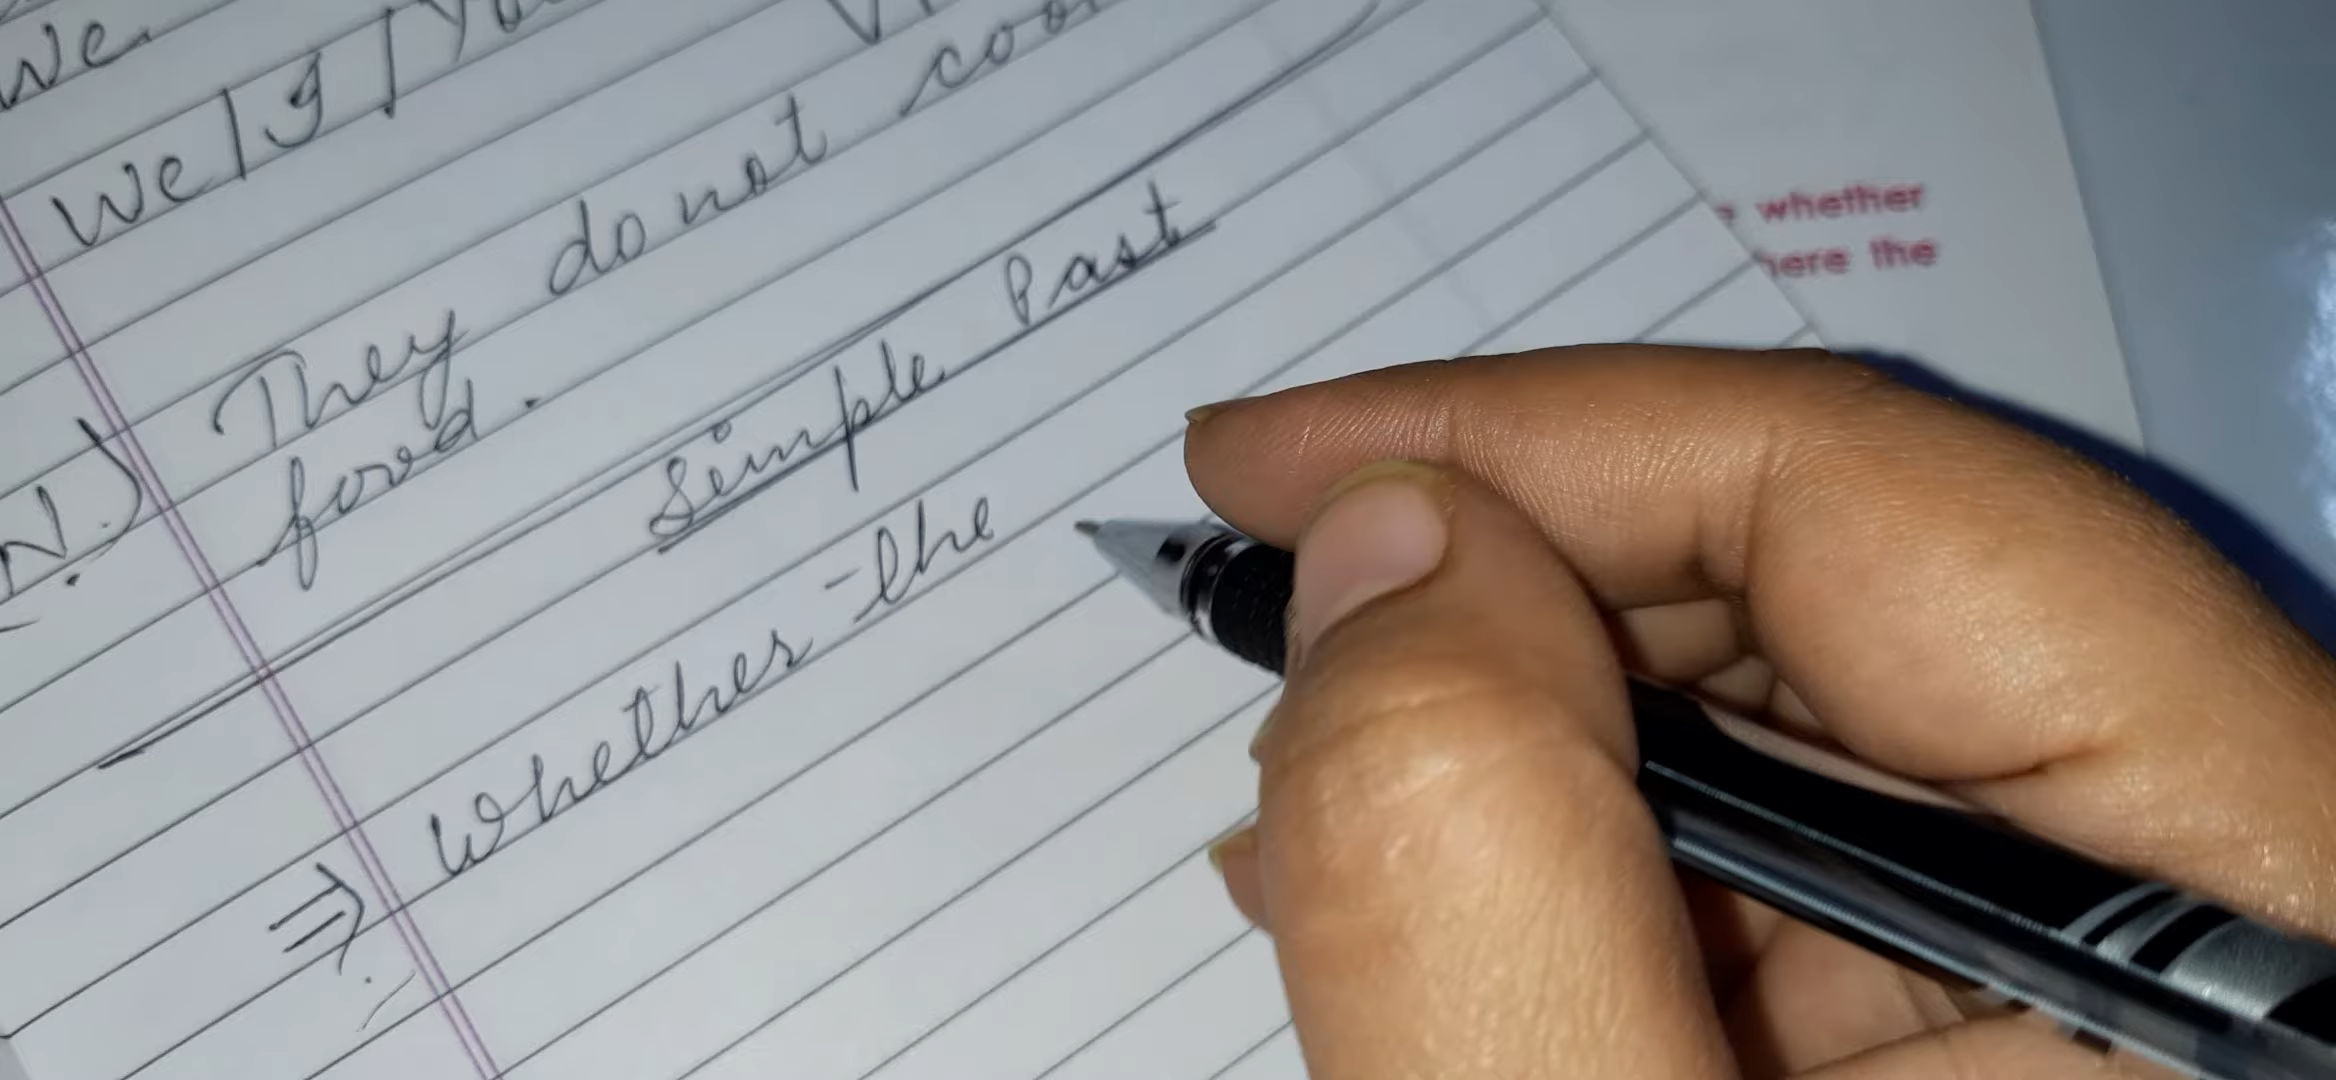 We
We/I/You
N.) They do not coo
food.
Simple Past
⇒ Whether the
whether
here the